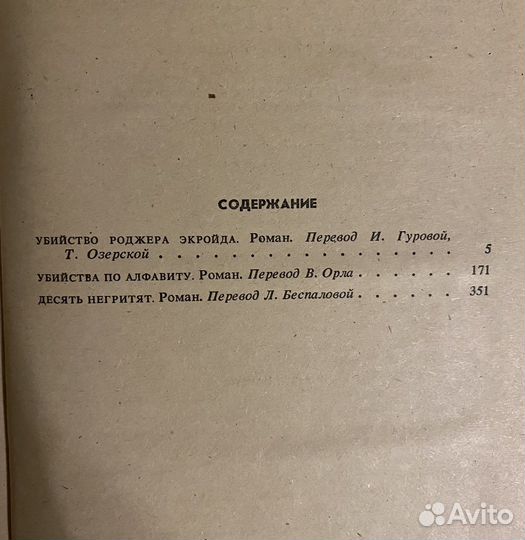 СОДЕРЖАНИЕ
УБИЙСТВО РОДЖЕРА ЭКРОЙДА. Роман. Перевод И. Гуровой,
Т. Озерской . . . . . . . . . . . . . . . . . . 5
УБИЙСТВА ПО АЛФАВИТУ. Роман. Перевод В. Орла . . . . . . 171
ДЕСЯТЬ НЕГРИТЯТ. Роман. Перевод Л. Беспаловой . . . . . . 351
Avito